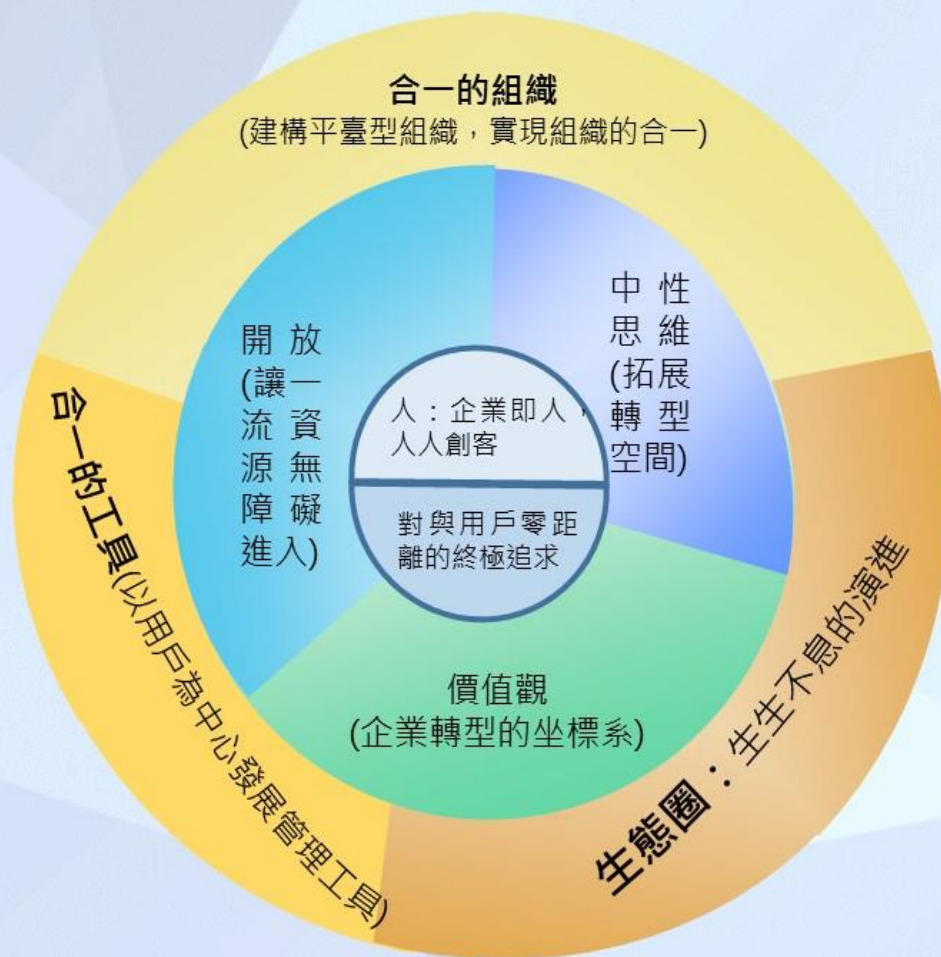 合一的組織
(建構平臺型組織，實現組織的合一)
開放
(讓一
流資
源無
障礙
進入)
中性
思維
(拓展
轉型
空間)
人：企業即人，
人人創客
對與用戶零距
離的終極追求
價值觀
(企業轉型的坐標系)
合一的工具(以用戶為中心發展管理工具)
生態圈：生生不息的演進